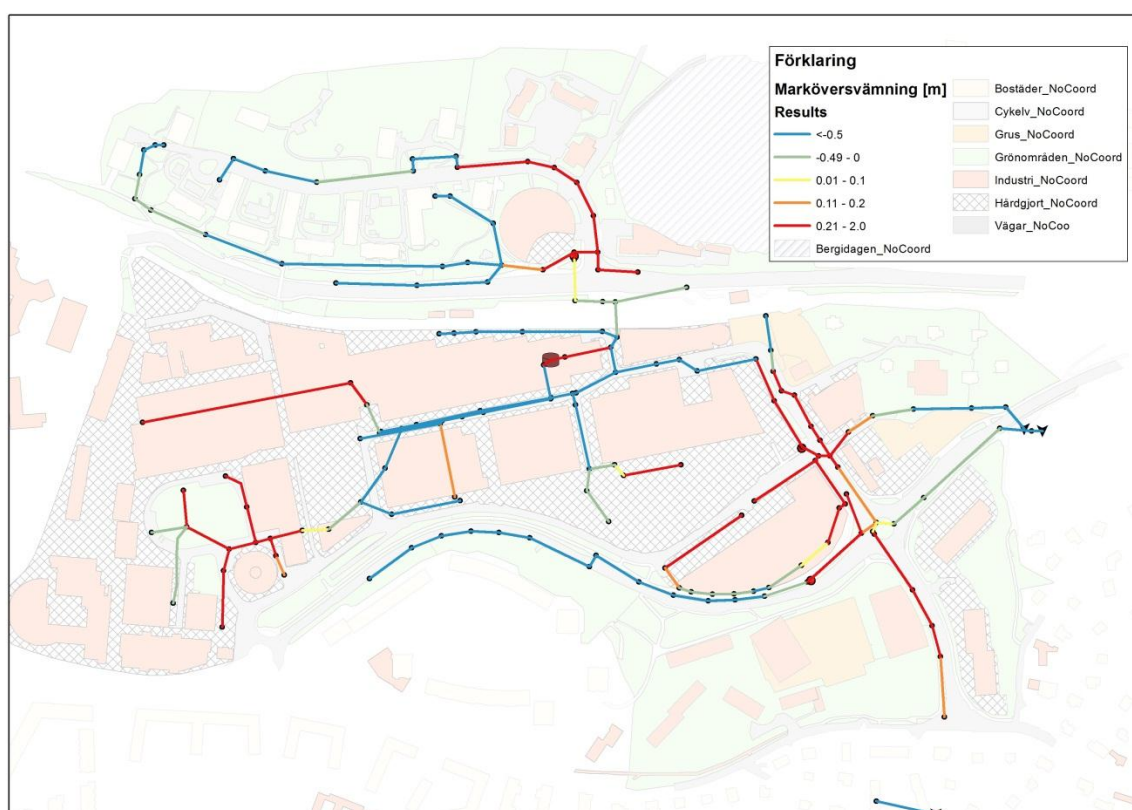 Förklaring
Marköversvämning [m]
Results
<-0.5
-0.49 - 0
0.01 - 0.1
0.11 - 0.2
0.21 - 2.0
Bergidagen_NoCoord
Bostäder_NoCoord
Cykelv_NoCoord
Grus_NoCoord
Grönområden_NoCoord
Industri_NoCoord
Hårdgjort_NoCoord
Vägar_NoCoo